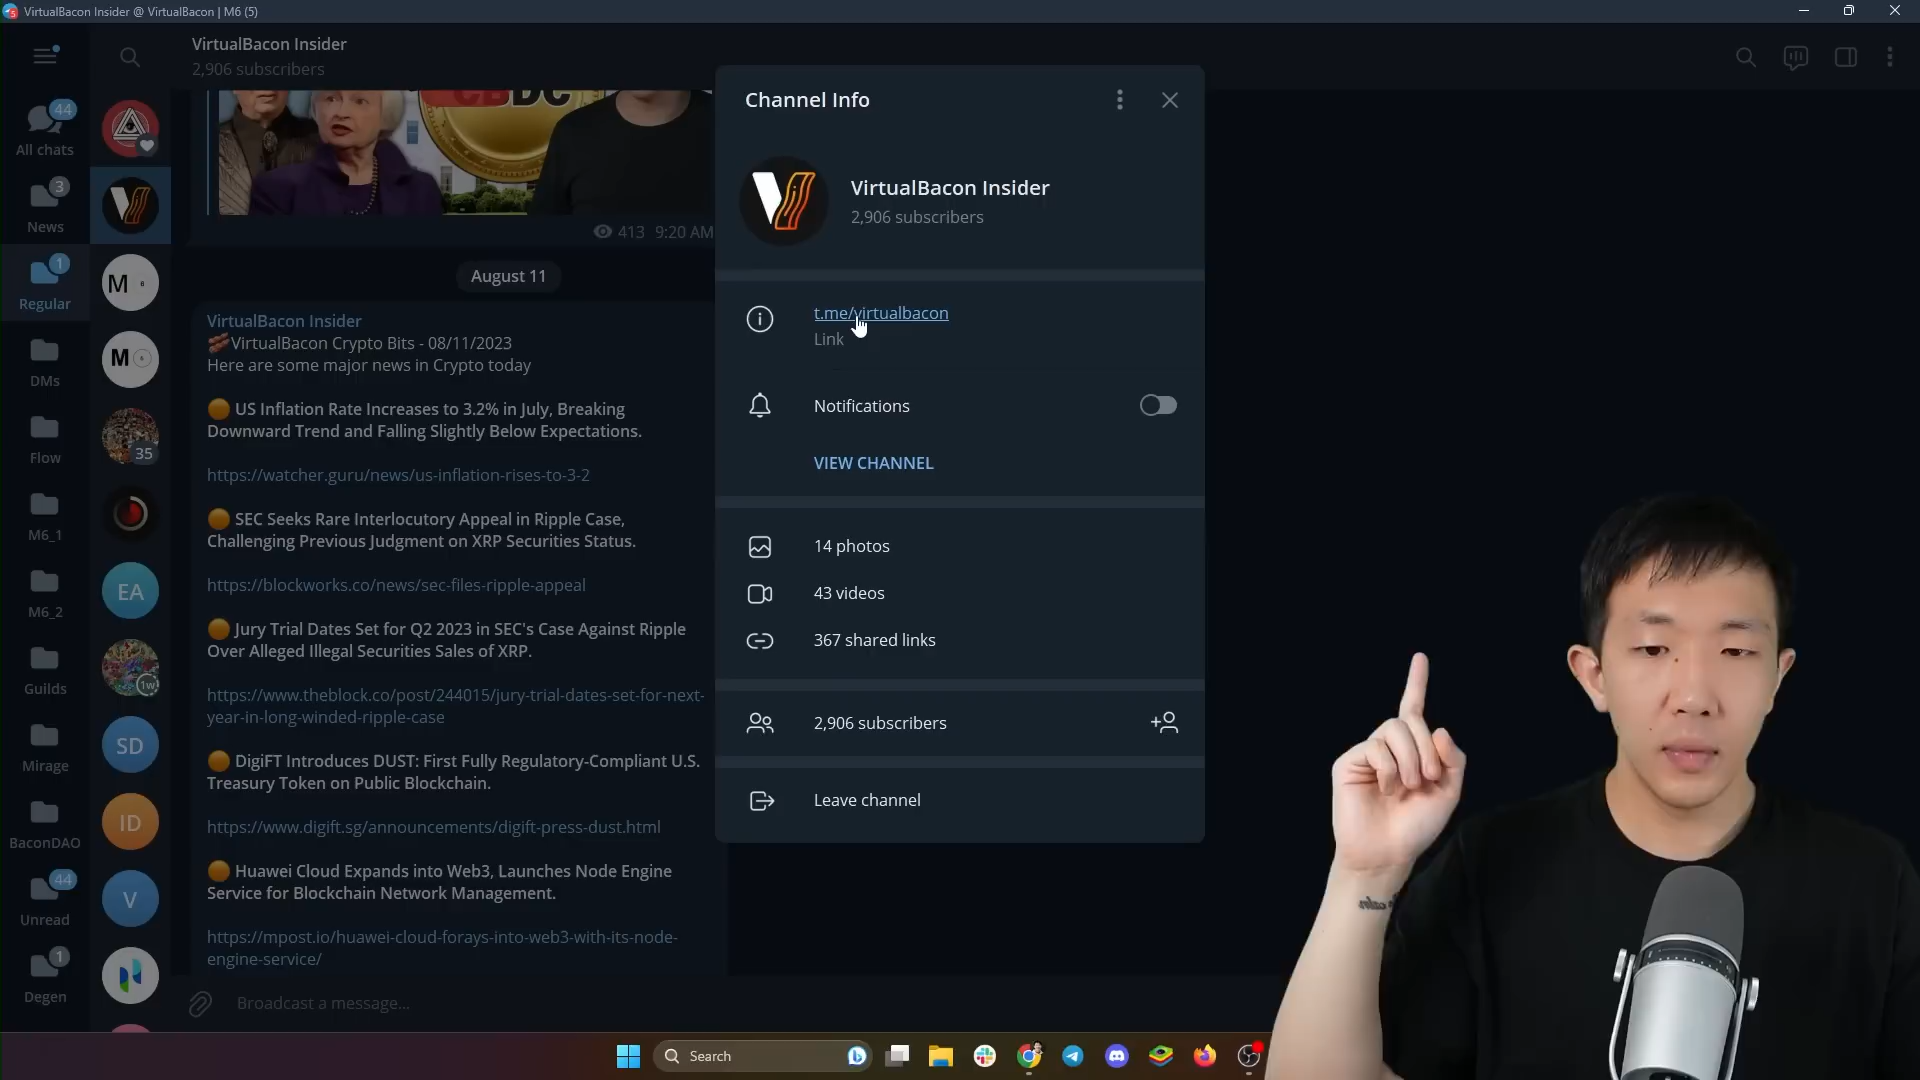 VirtualBacon Insider @ VirtualBacon | M6 (5)
VirtualBacon Insider
2,906 subscribers
44
All chats
3
News
1
Regular
DMs
Flow
M6_1
M6_2
Guilds
Mirage
BaconDAO
44
Unread
1
Degen
M
M
35
EA
1w
SD
ID
V
CBDC
413 9:20 AM
August 11
VirtualBacon Insider
VirtualBacon Crypto Bits - 08/11/2023
Here are some major news in Crypto today
US Inflation Rate Increases to 3.2% in July, Breaking
Downward Trend and Falling Slightly Below Expectations.
https://watcher.guru/news/us-inflation-rises-to-3-2
SEC Seeks Rare Interlocutory Appeal in Ripple Case,
Challenging Previous Judgment on XRP Securities Status.
https://blockworks.co/news/sec-files-ripple-appeal
Jury Trial Dates Set for Q2 2023 in SEC's Case Against Ripple
Over Alleged Illegal Securities Sales of XRP.
https://www.theblock.co/post/244015/jury-trial-dates-set-for-next-
year-in-long-winded-ripple-case
DigiFT Introduces DUST: First Fully Regulatory-Compliant U.S.
Treasury Token on Public Blockchain.
https://www.digift.sg/announcements/digift-press-dust.html
Huawei Cloud Expands into Web3, Launches Node Engine
Service for Blockchain Network Management.
https://mpost.io/huawei-cloud-forays-into-web3-with-its-node-
engine-service/
Broadcast a message...
Channel Info
VirtualBacon Insider
2,906 subscribers
t.me/virtualbacon
Link
Notifications
VIEW CHANNEL
14 photos
43 videos
367 shared links
2,906 subscribers
Leave channel
Search